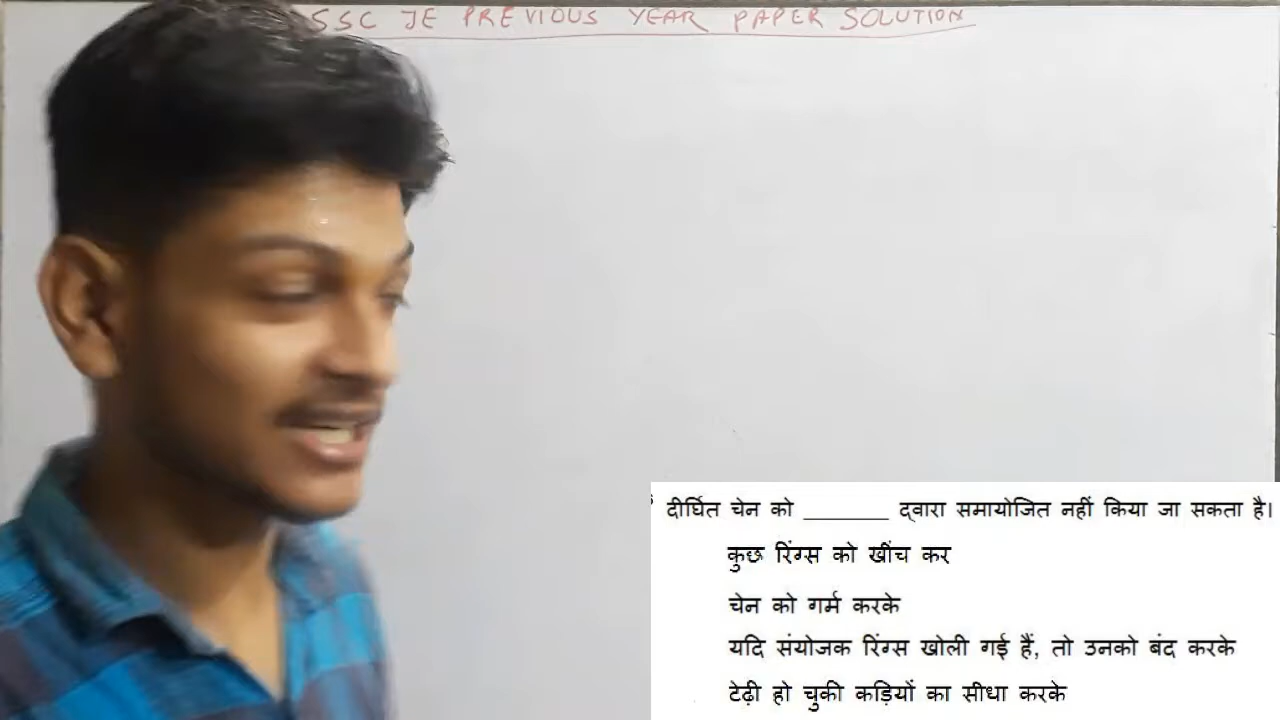 SSC JE PREVIOUS YEAR PAPER SOLUTION
दीर्घित चेन को _______ द्वारा समायोजित नहीं किया जा सकता है।
कुछ रिंग्स को खींच कर
चेन को गर्म करके
यदि संयोजक रिंग्स खोली गई हैं, तो उनको बंद करके
टेढ़ी हो चुकी कड़ियों का सीधा करके